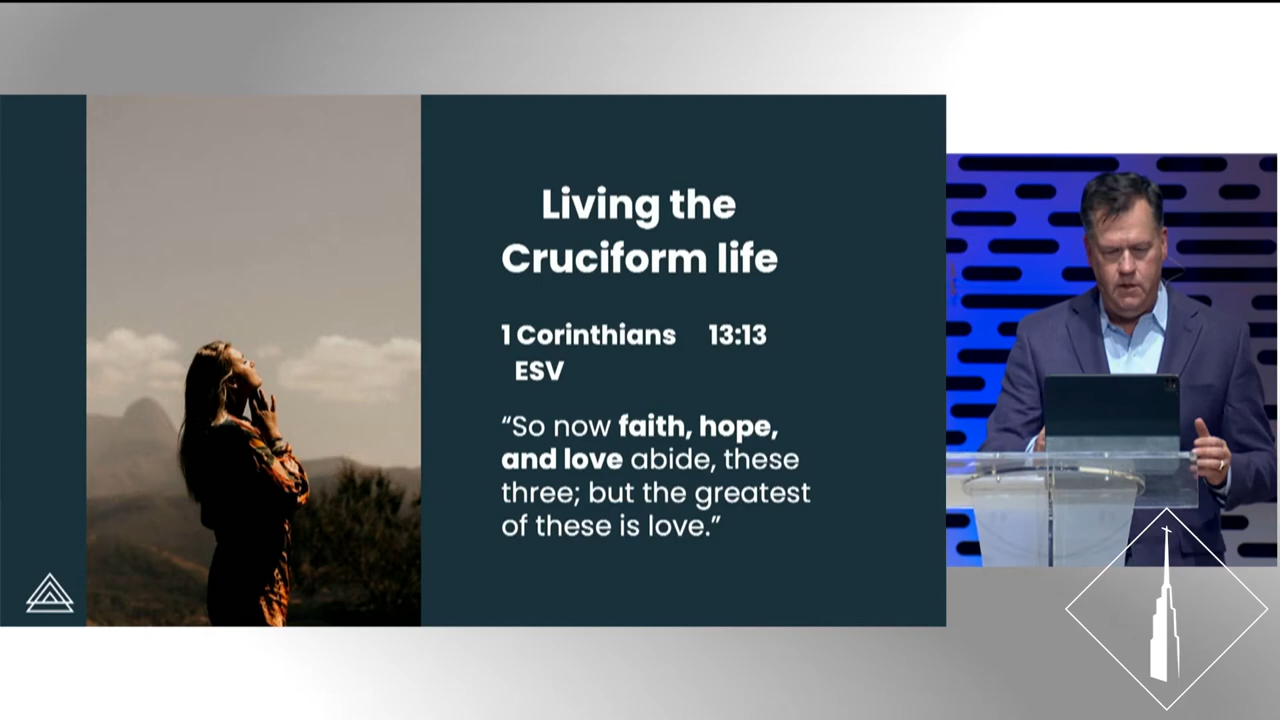 Living the
Cruciform life
1 Corinthians 13:13
ESV
“So now faith, hope,
and love abide, these
three; but the greatest
of these is love.”